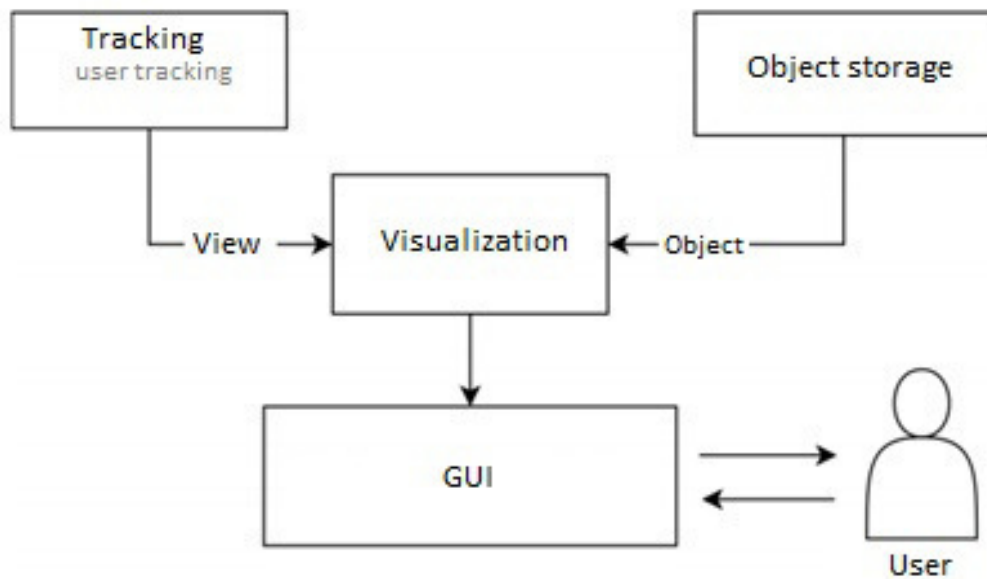 Tracking
user tracking
Object storage
View
Visualization
Object
GUI
User